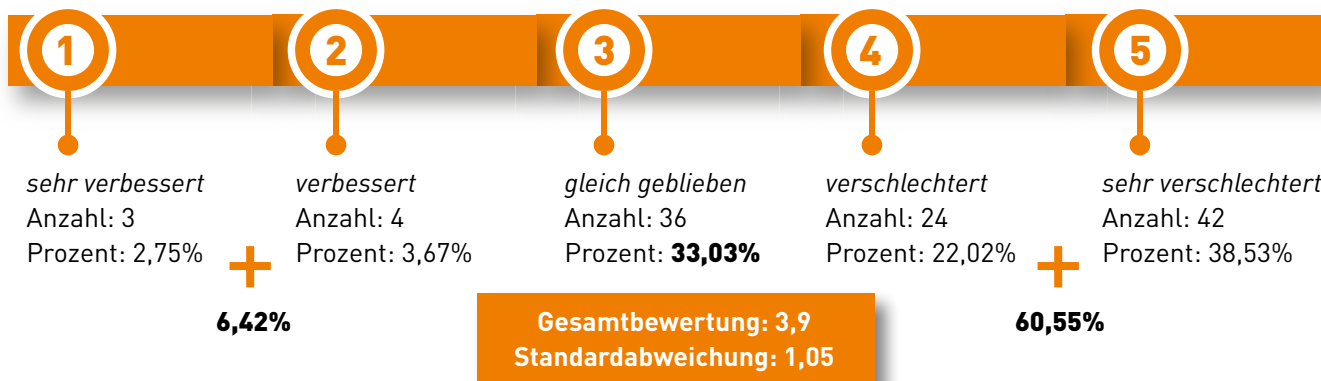 1
2
3
4
5
sehr verbessert
Anzahl: 3
Prozent: 2,75%
verbessert
Anzahl: 4
Prozent: 3,67%
gleich geblieben
Anzahl: 36
Prozent: 33,03%
verschlechtert
Anzahl: 24
Prozent: 22,02%
sehr verschlechtert
Anzahl: 42
Prozent: 38,53%
+
6,42%
+
60,55%
Gesamtbewertung: 3,9
Standardabweichung: 1,05